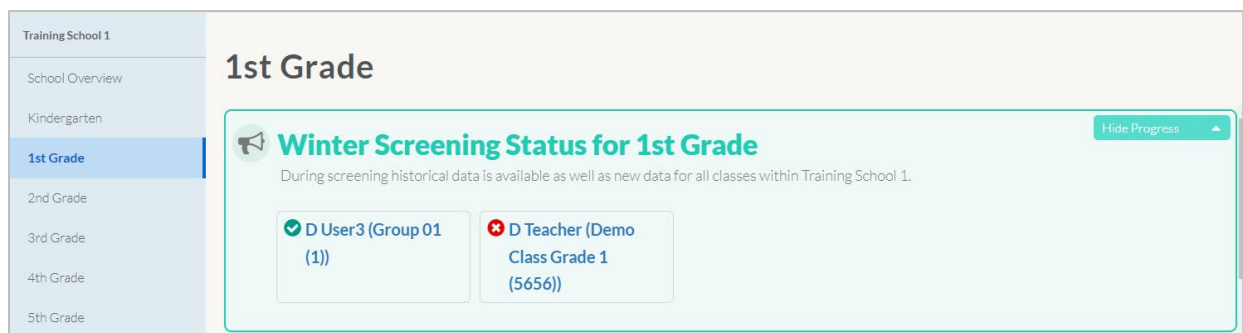 Training School 1
School Overview
Kindergarten
1st Grade
2nd Grade
3rd Grade
4th Grade
5th Grade
1st Grade
Hide Progress
Winter Screening Status for 1st Grade
During screening historical data is available as well as new data for all classes within Training School 1.
D User3 (Group 01
(1))
D Teacher (Demo
Class Grade 1
(5656))